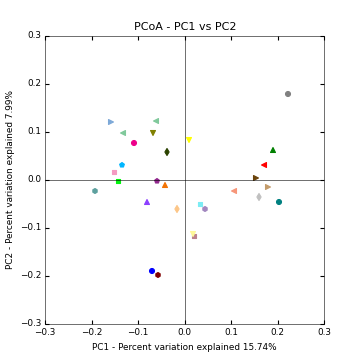 PCoA - PC1 vs PC2
0.3
0.2
0.1
0.0
−0.1
−0.2
−0.3
PC2 - Percent variation explained 7.99%
−0.3 −0.2 −0.1 0.0 0.1 0.2 0.3
PC1 - Percent variation explained 15.74%